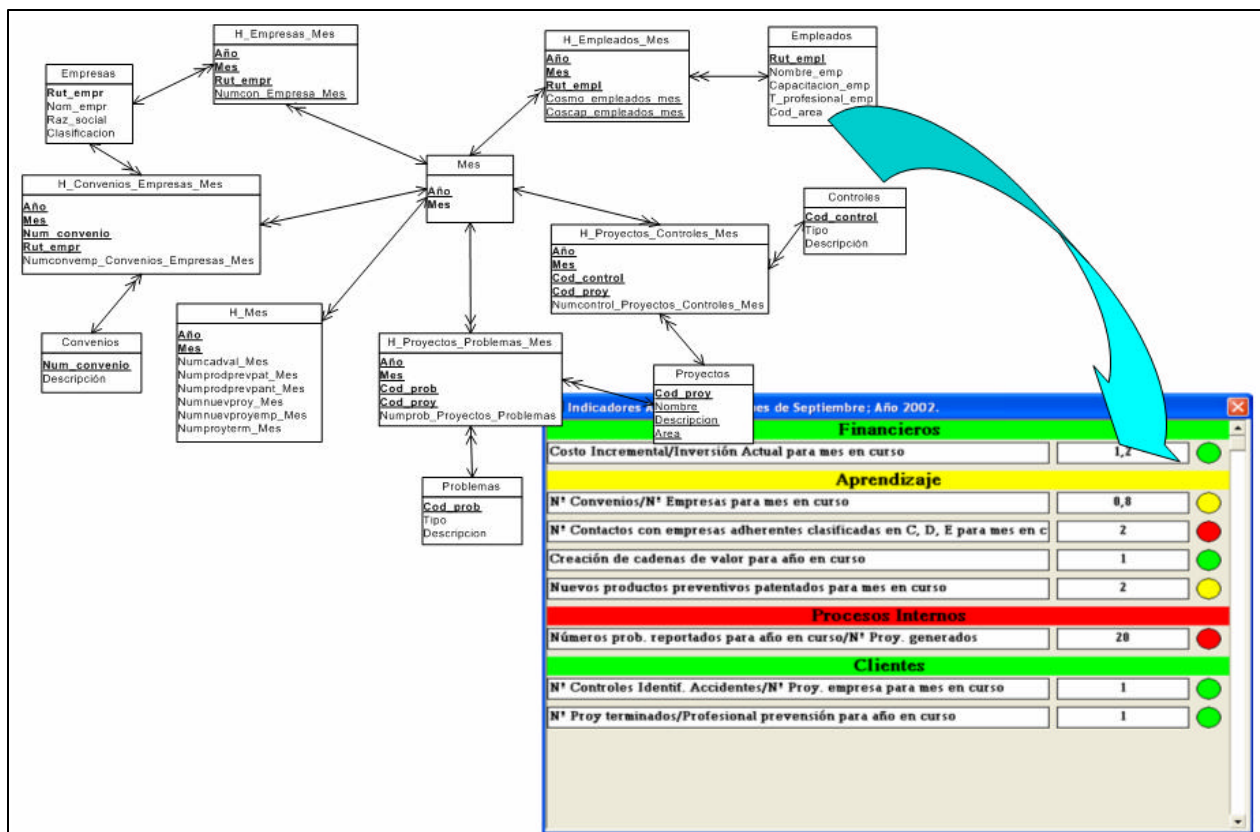 H_Empresas_Mes
Año
Mes
Rut_empr
Numcon_Empresa_Mes
H_Empleados_Mes
Año
Mes
Rut_empl
Cosmo_empleados_mes
Coscap_empleados_mes
Empleados
Rut_empl
Nombre_emp
Capacitacion_emp
T_profesional_emp
Cod_area
Empresas
Rut_empr
Nom_empr
Raz_social
Clasificacion
Mes
Año
Mes
H_Convenios_Empresas_Mes
Año
Mes
Num_convenio
Rut_empr
Numconvemp_Convenios_Empresas_Mes
Controles
Cod_control
Tipo
Descripción
H_Proyectos_Controles_Mes
Año
Mes
Cod_control
Cod_proy
Numcontrol_Proyectos_Controles_Mes
Convenios
Num_convenio
Descripción
H_Mes
Año
Mes
Numcadval_Mes
Numprodprevpat_Mes
Numprodprevpant_Mes
Numnuevproy_Mes
Numnuevproyemp_Mes
Numproyterm_Mes
H_Proyectos_Problemas_Mes
Año
Mes
Cod_prob
Cod_proy
Numprob_Proyectos_Problemas
Proyectos
Cod_proy
Nombre
Descripcion
Area
Problemas
Cod_prob
Tipo
Descripcion
Indicadores de Septiembre; Año 2002.
Financieros
Costo Incremental/Inversión Actual para mes en curso 1,2
Aprendizaje
N° Convenios/N° Empresas para mes en curso 0,8
N° Contactos con empresas adherentes clasificadas en C, D, E para mes en c 2
Creación de cadenas de valor para año en curso 1
Nuevos productos preventivos patentados para mes en curso 2
Procesos Internos
Números prob. reportados para año en curso/N° Proy. generados 20
Clientes
N° Controles Identif. Accidentes/N° Proy. empresa para mes en curso 1
N° Proy terminados/Profesional prevensión para año en curso 1